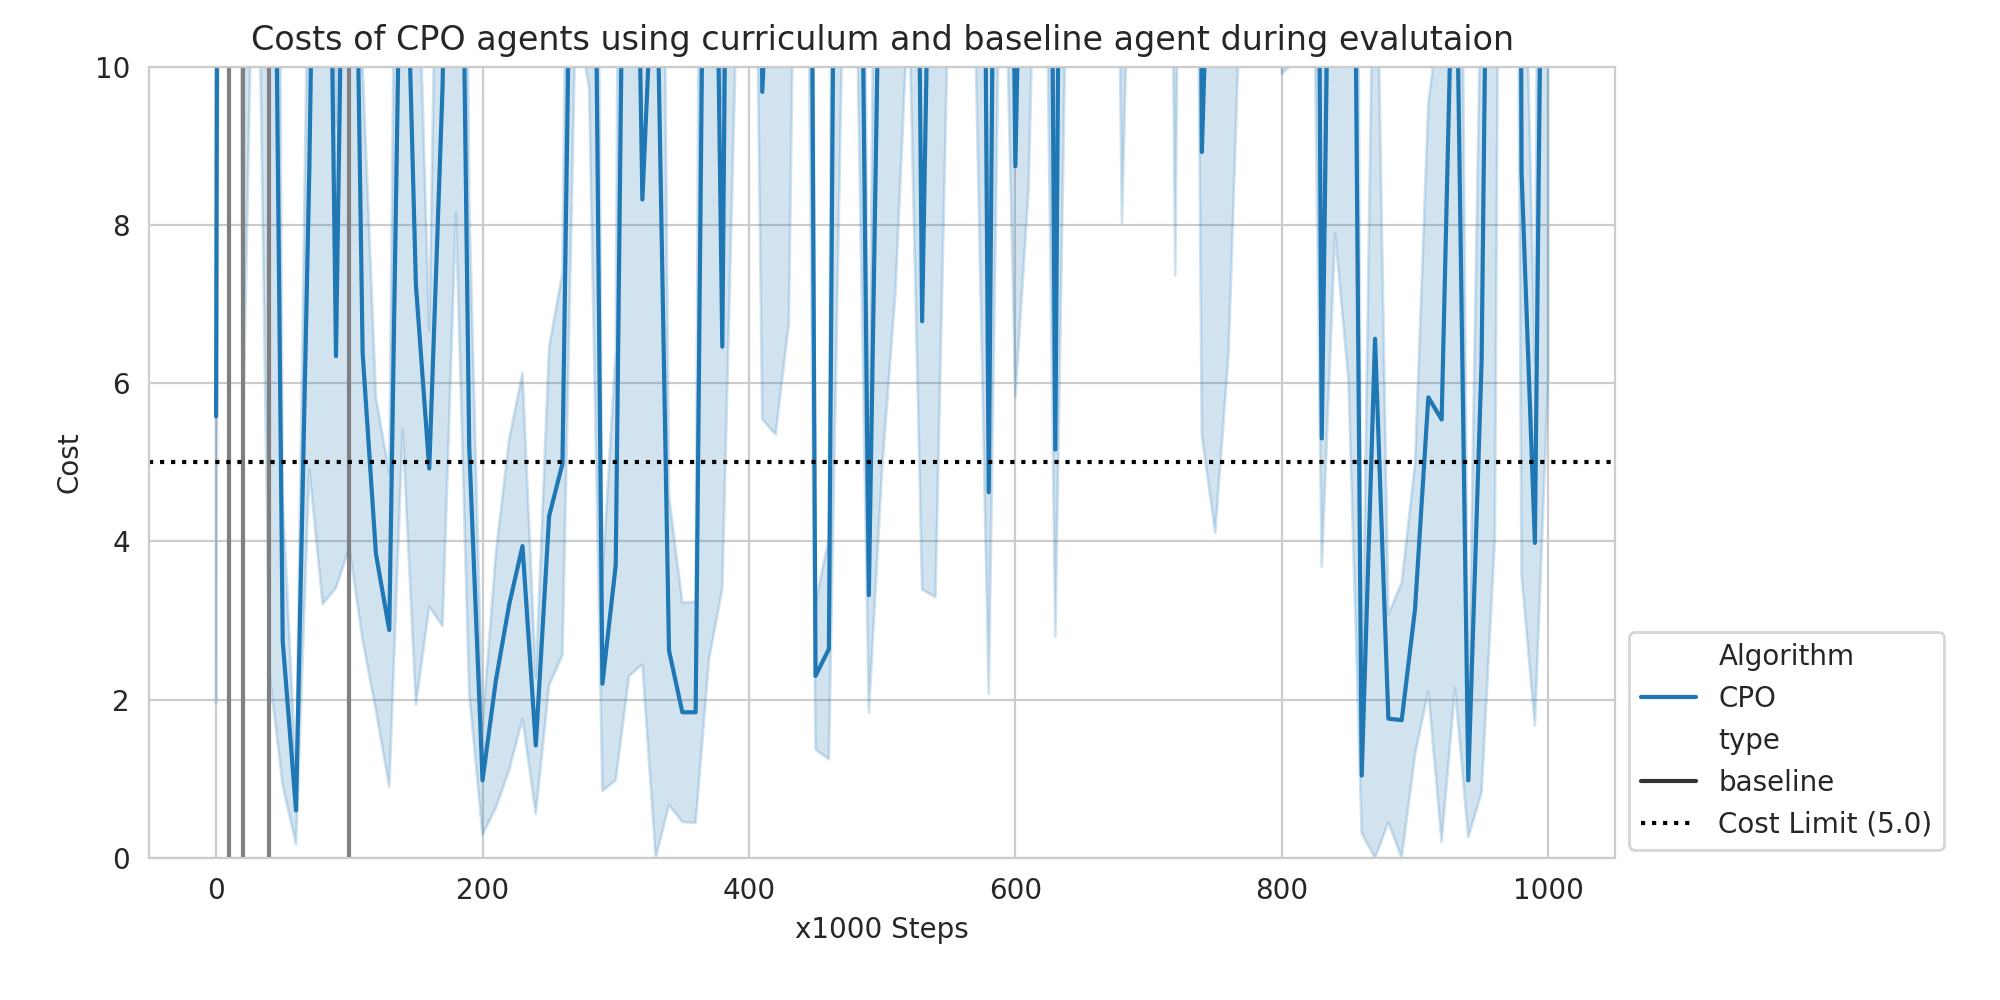 Costs of CPO agents using curriculum and baseline agent during evalutaion
10
8
6
4
2
0
Cost
0 200 400 600 800 1000
x1000 Steps
Algorithm
CPO
type
baseline
Cost Limit (5.0)